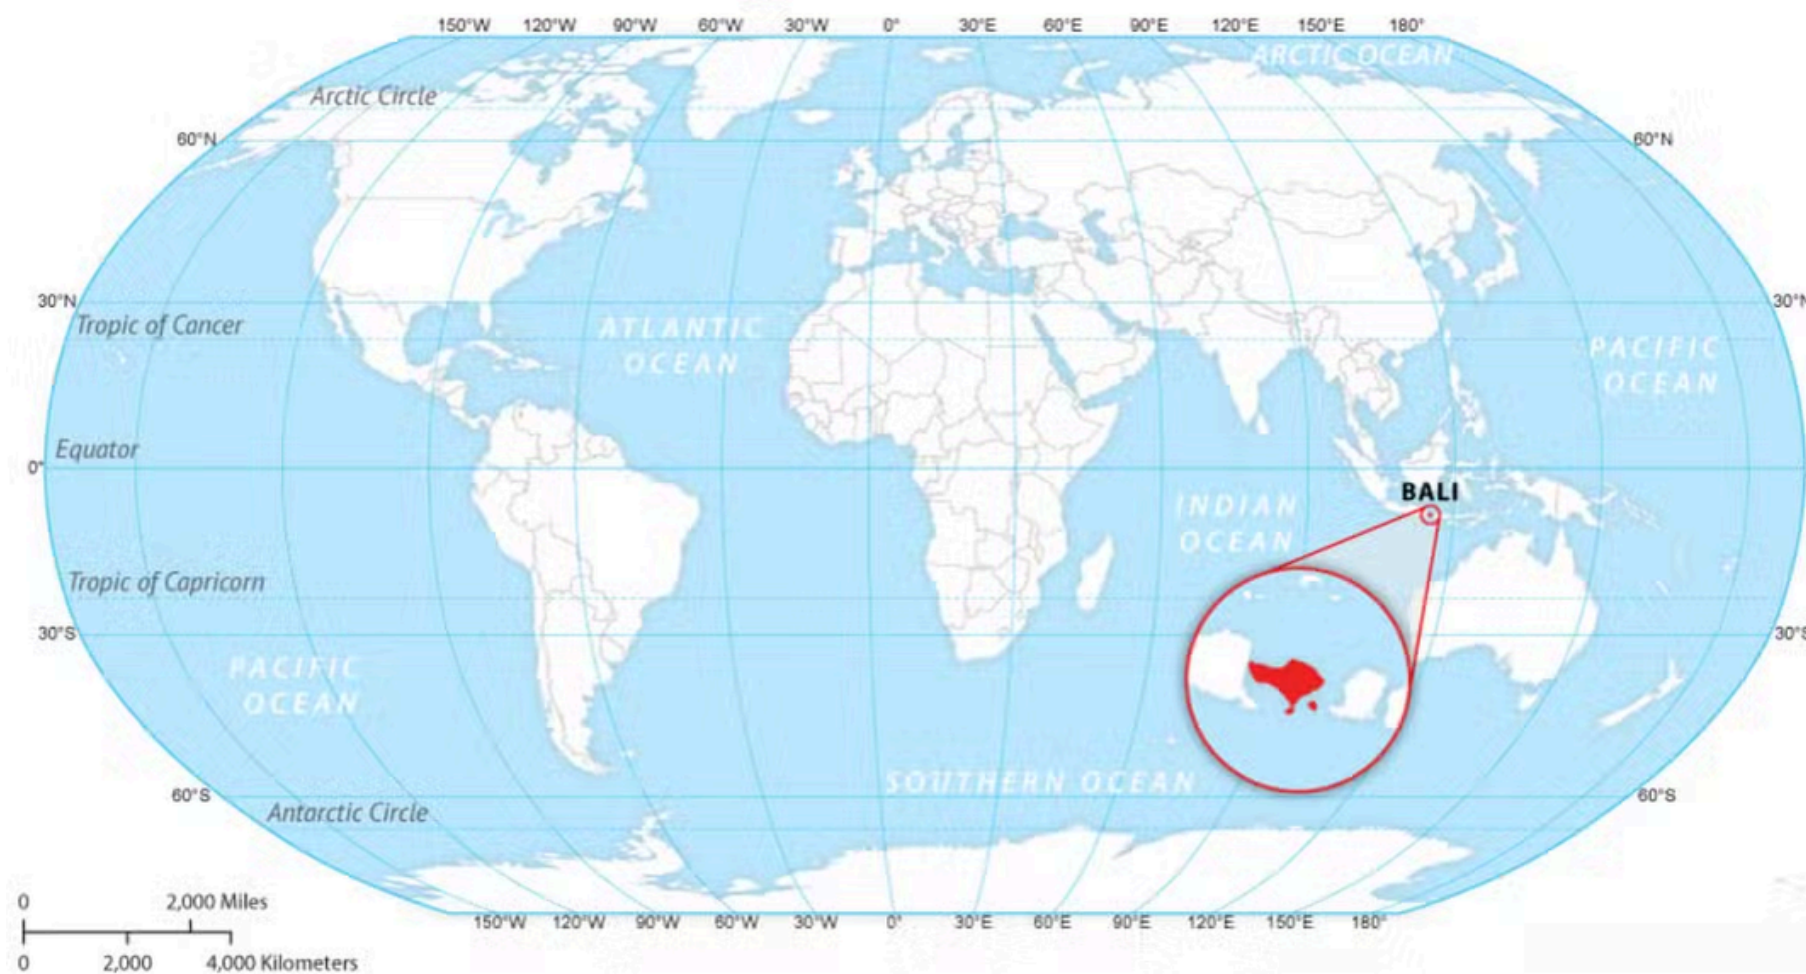 150°W 120°W 90°W 60°W 30°W 0° 30°E 60°E 90°E 120°E 150°E 180°
ARCTIC OCEAN
Arctic Circle
60°N 60°N
30°N 30°N
Tropic of Cancer
ATLANTIC
OCEAN
PACIFIC
OCEAN
Equator
0°
BALI
INDIAN
OCEAN
Tropic of Capricorn
30°S 30°S
PACIFIC
OCEAN
SOUTHERN OCEAN
60°S 60°S
Antarctic Circle
150°W 120°W 90°W 60°W 30°W 0° 30°E 60°E 90°E 120°E 150°E 180°
0 2,000 Miles
0 2,000 4,000 Kilometers